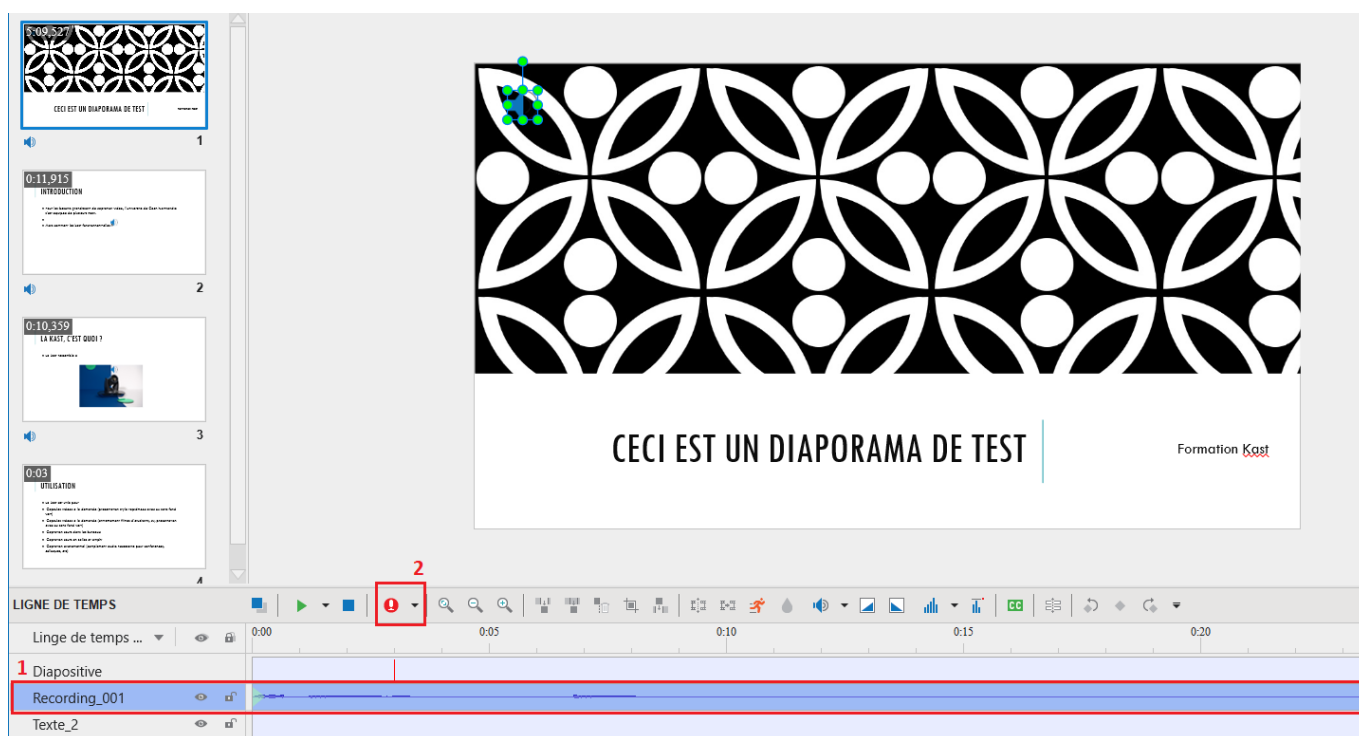 5:09,527
CECI EST UN DIAPORAMA DE TEST
Formation Kast
1
0:11,915
INTRODUCTION
2
0:10,359
LA KAST, C'EST QUOI ?
3
0:03
UTILISATION
4
CECI EST UN DIAPORAMA DE TEST
Formation Kast
2
LIGNE DE TEMPS
CC
Linge de temps ...
0:00
0:05
0:10
0:15
0:20
1 Diapositive
Recording_001
Texte_2